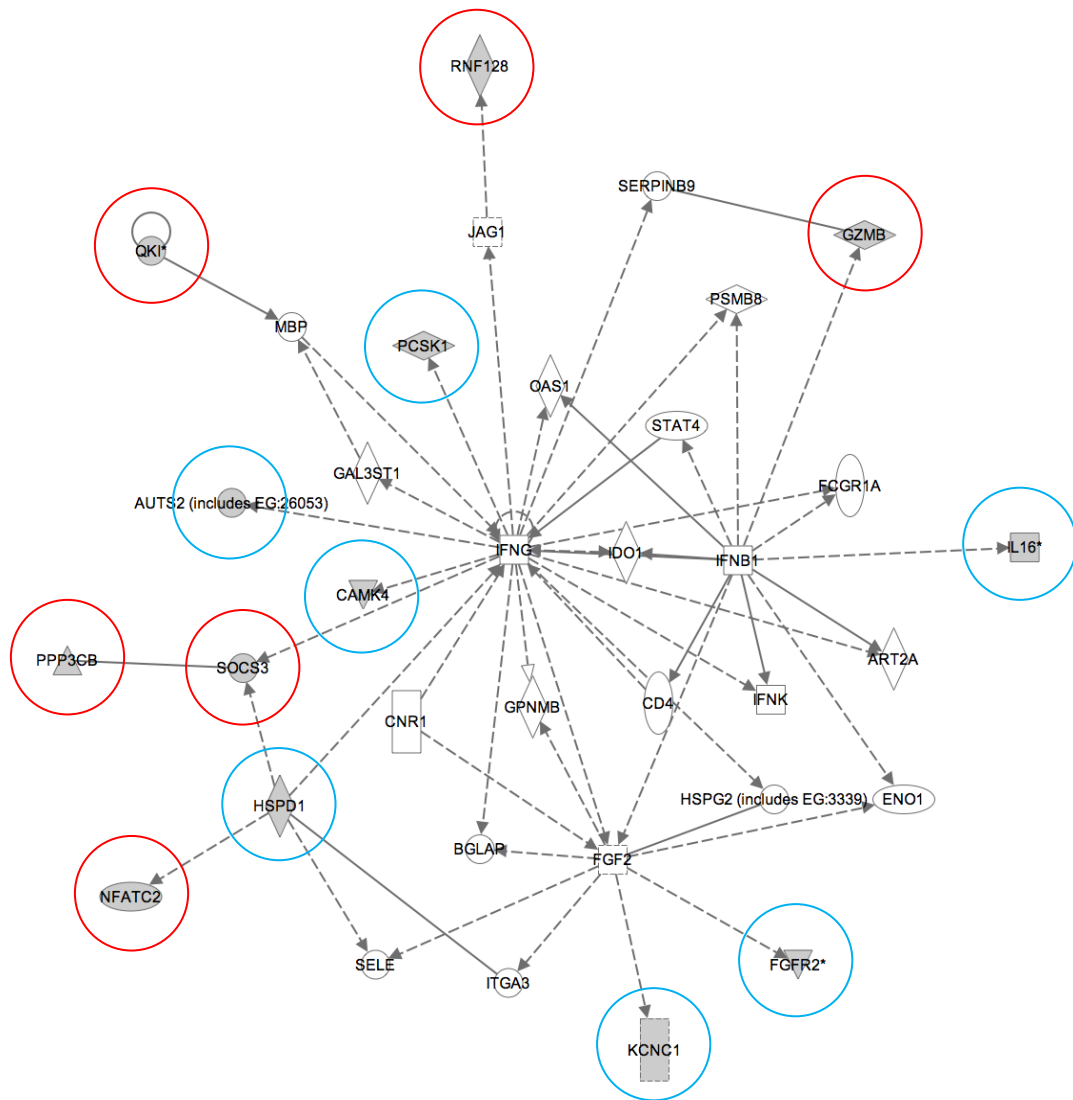 RNF128
SERPINB9
JAG1
GZMB
QKI*
PSMB8
MBP
PCSK1
OAS1
STAT4
GAL3ST1
FCGR1A
AUTS2 (includes EG:26053)
IFNG
IDO1
IFNB1
IL16*
CAMK4
PPP3CB
SOCS3
ART2A
CNR1
GPNMB
CD4
IFNK
HSPD1
HSPG2 (includes EG:3339)
ENO1
BGLAP
FGF2
NFATC2
SELE
FGFR2*
ITGA3
KCNC1